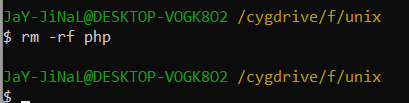 JaY-JiNaL@DESKTOP-VOGK8O2 /cygdrive/f/unix
$ rm -rf php
JaY-JiNaL@DESKTOP-VOGK8O2 /cygdrive/f/unix
$